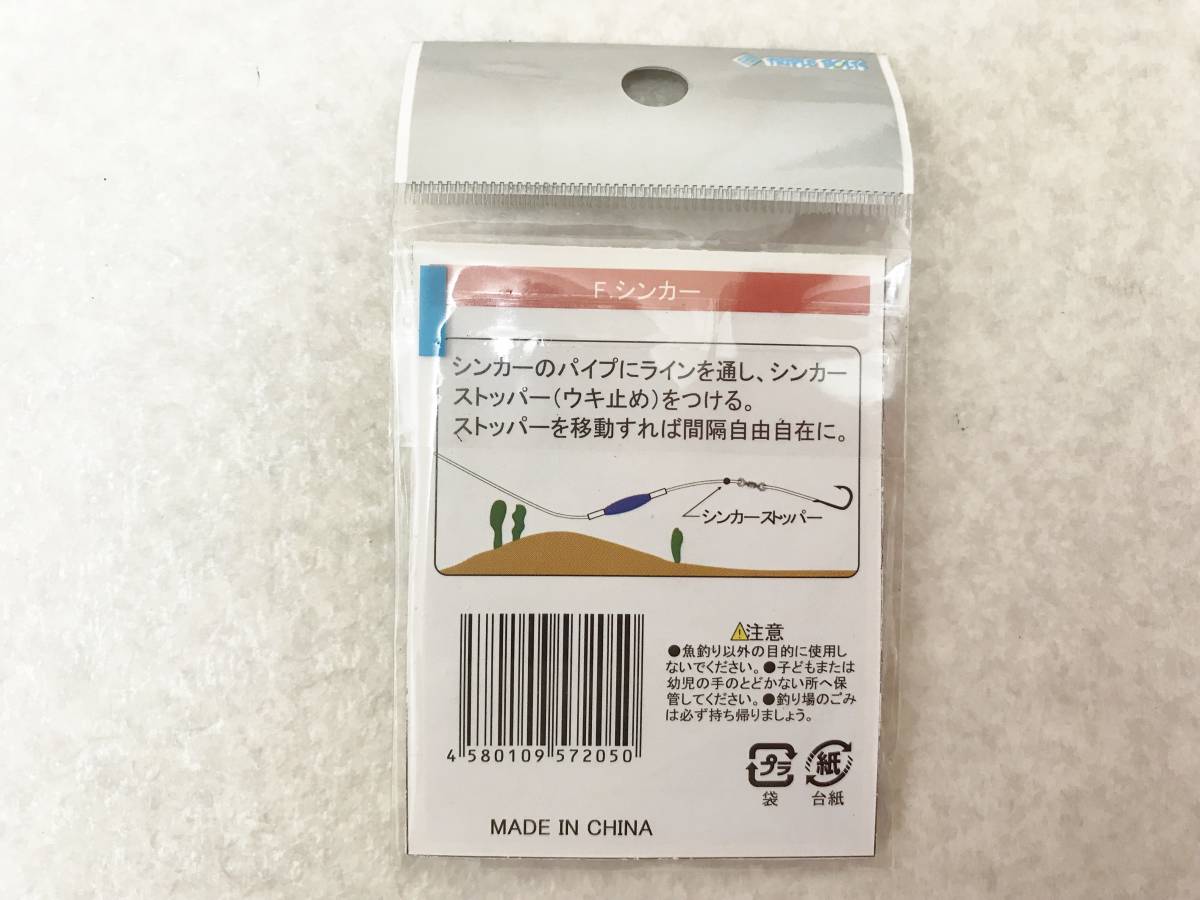 F.シンカー
シンカーのパイプにラインを通し、シンカー
ストッパー(ウキ止め)をつける。
ストッパーを移動すれば間隔自由自在に。
シンカーストッパー
注意
●魚釣り以外の目的に使用し
ないでください。●子どもまたは
幼児の手のとどかない所へ保
管してください。●釣り場のごみ
は必ず持ち帰りましょう。
4 580109 572050
プラ 紙
袋 台紙
MADE IN CHINA